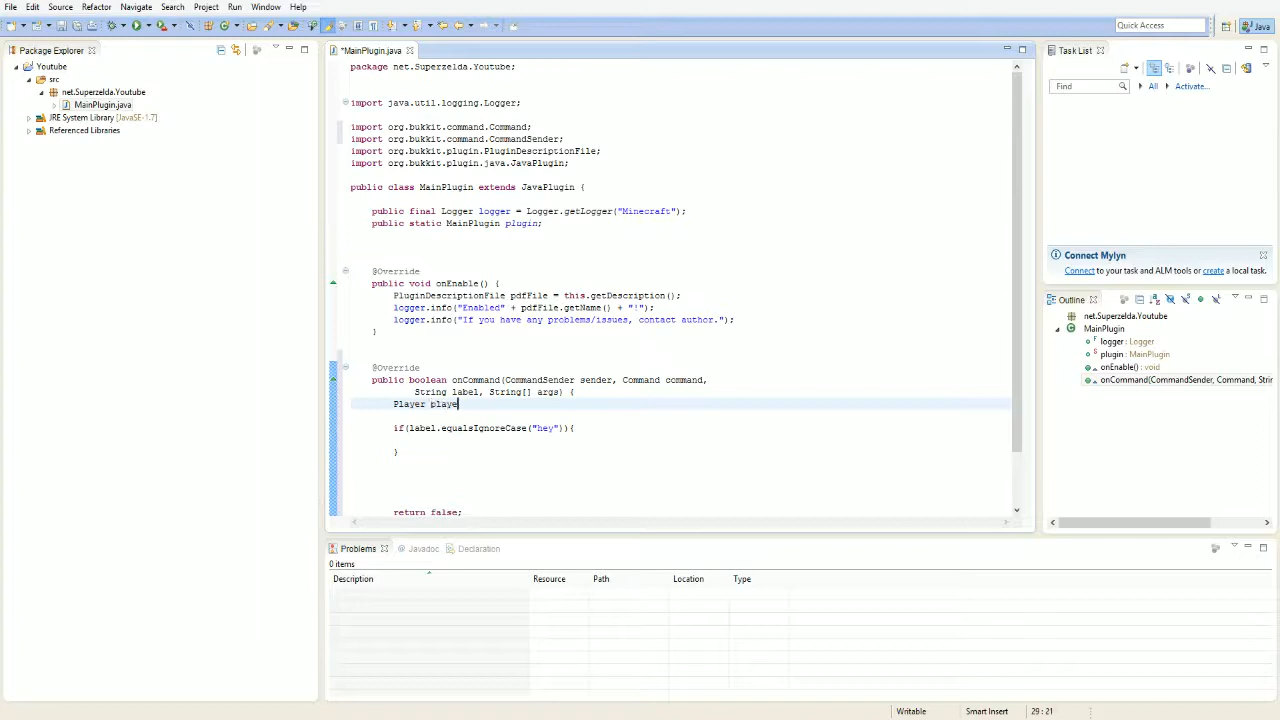 File Edit Source Refactor Navigate Search Project Run Window Help
Quick Access
Java
Package Explorer
Youtube
src
net.Superzelda.Youtube
MainPlugin.java
JRE System Library [JavaSE-1.7]
Referenced Libraries
*MainPlugin.java
package net.Superzelda.Youtube;
import java.util.logging.Logger;
import org.bukkit.command.Command;
import org.bukkit.command.CommandSender;
import org.bukkit.plugin.PluginDescriptionFile;
import org.bukkit.plugin.java.JavaPlugin;
public class MainPlugin extends JavaPlugin {
public final Logger logger = Logger.getLogger("Minecraft");
public static MainPlugin plugin;
@Override
public void onEnable() {
PluginDescriptionFile pdfFile = this.getDescription();
logger.info("Enabled" + pdfFile.getName() + "!");
logger.info("If you have any problems/issues, contact author.");
}
@Override
public boolean onCommand(CommandSender sender, Command command,
String label, String[] args) {
Player playe
if(label.equalsIgnoreCase("hey")){
}
return false;
Task List
Find
All
Activate...
Connect Mylyn
Connect to your task and ALM tools or create a local task.
Outline
net.Superzelda.Youtube
MainPlugin
logger : Logger
plugin : MainPlugin
onEnable() : void
onCommand(CommandSender, Command, Strin
Problems
Javadoc
Declaration
0 items
Description Resource Path Location Type
Writable Smart Insert 29 : 21